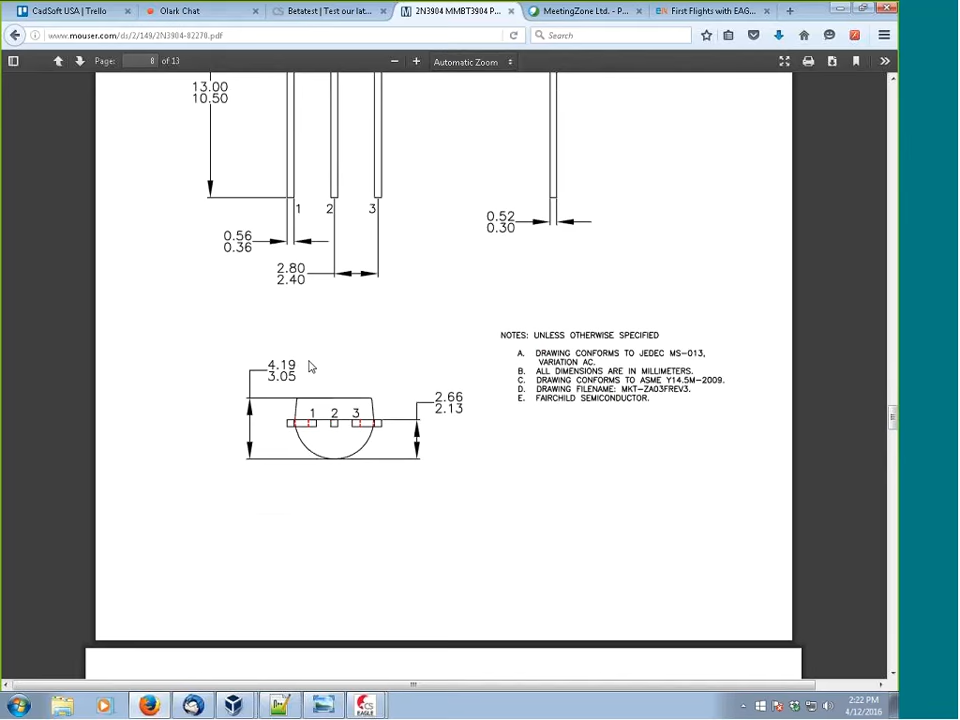 CadSoft USA | Trello
Olark Chat
Betatest | Test our lat...
2N3904 MMBT3904 P...
MeetingZone Ltd. - P...
First Flights with EAG...
www.mouser.com/ds/2/149/2N3904-82270.pdf
Search
Page: 8 of 13
Automatic Zoom
13.00
10.50
1 2 3
0.56
0.36
2.80
2.40
0.52
0.30
4.19
3.05
1 2 3
2.66
2.13
NOTES: UNLESS OTHERWISE SPECIFIED
A. DRAWING CONFORMS TO JEDEC MS-013,
VARIATION AC.
B. ALL DIMENSIONS ARE IN MILLIMETERS.
C. DRAWING CONFORMS TO ASME Y14.5M-2009.
D. DRAWING FILENAME: MKT-ZA03FREV3.
E. FAIRCHILD SEMICONDUCTOR.
CS
EAGLE
2:22 PM
4/12/2016